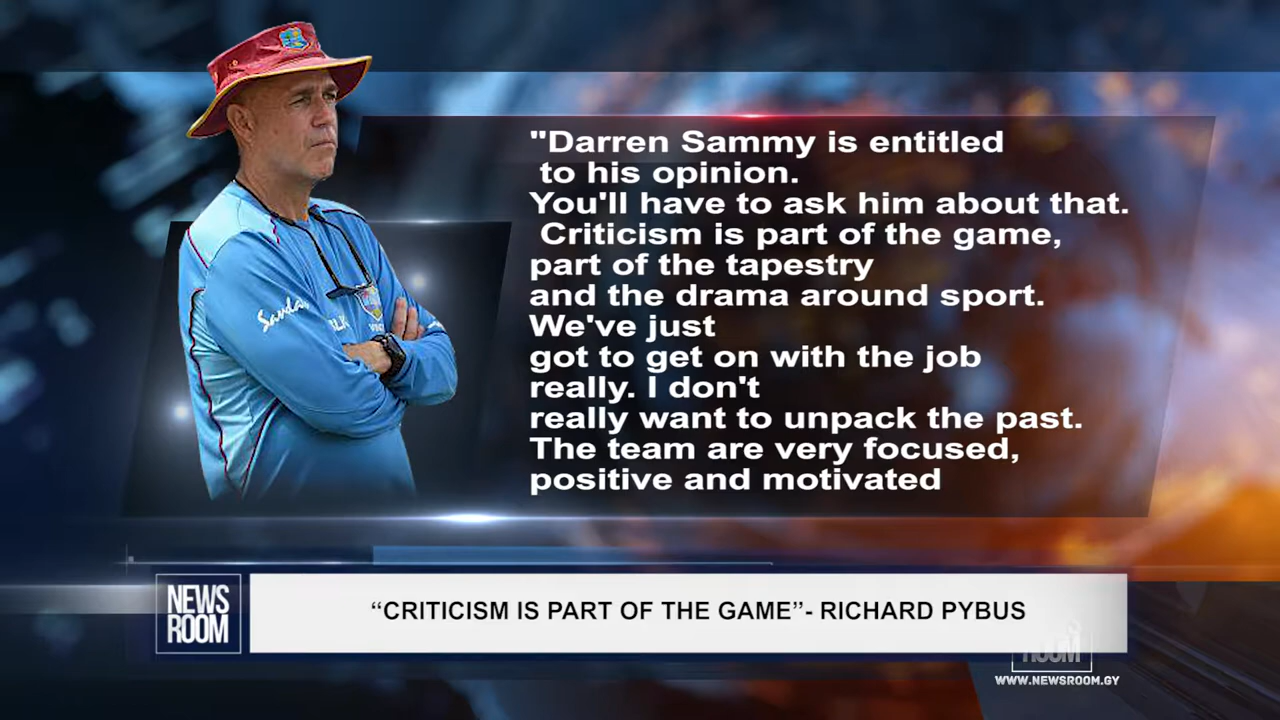 "Darren Sammy is entitled
to his opinion.
You'll have to ask him about that.
Criticism is part of the game,
part of the tapestry
and the drama around sport.
We've just
got to get on with the job
really. I don't
really want to unpack the past.
The team are very focused,
positive and motivated
Sandals
NEWS
ROOM
“CRITICISM IS PART OF THE GAME”- RICHARD PYBUS
ROOM
WWW.NEWSROOM.GY